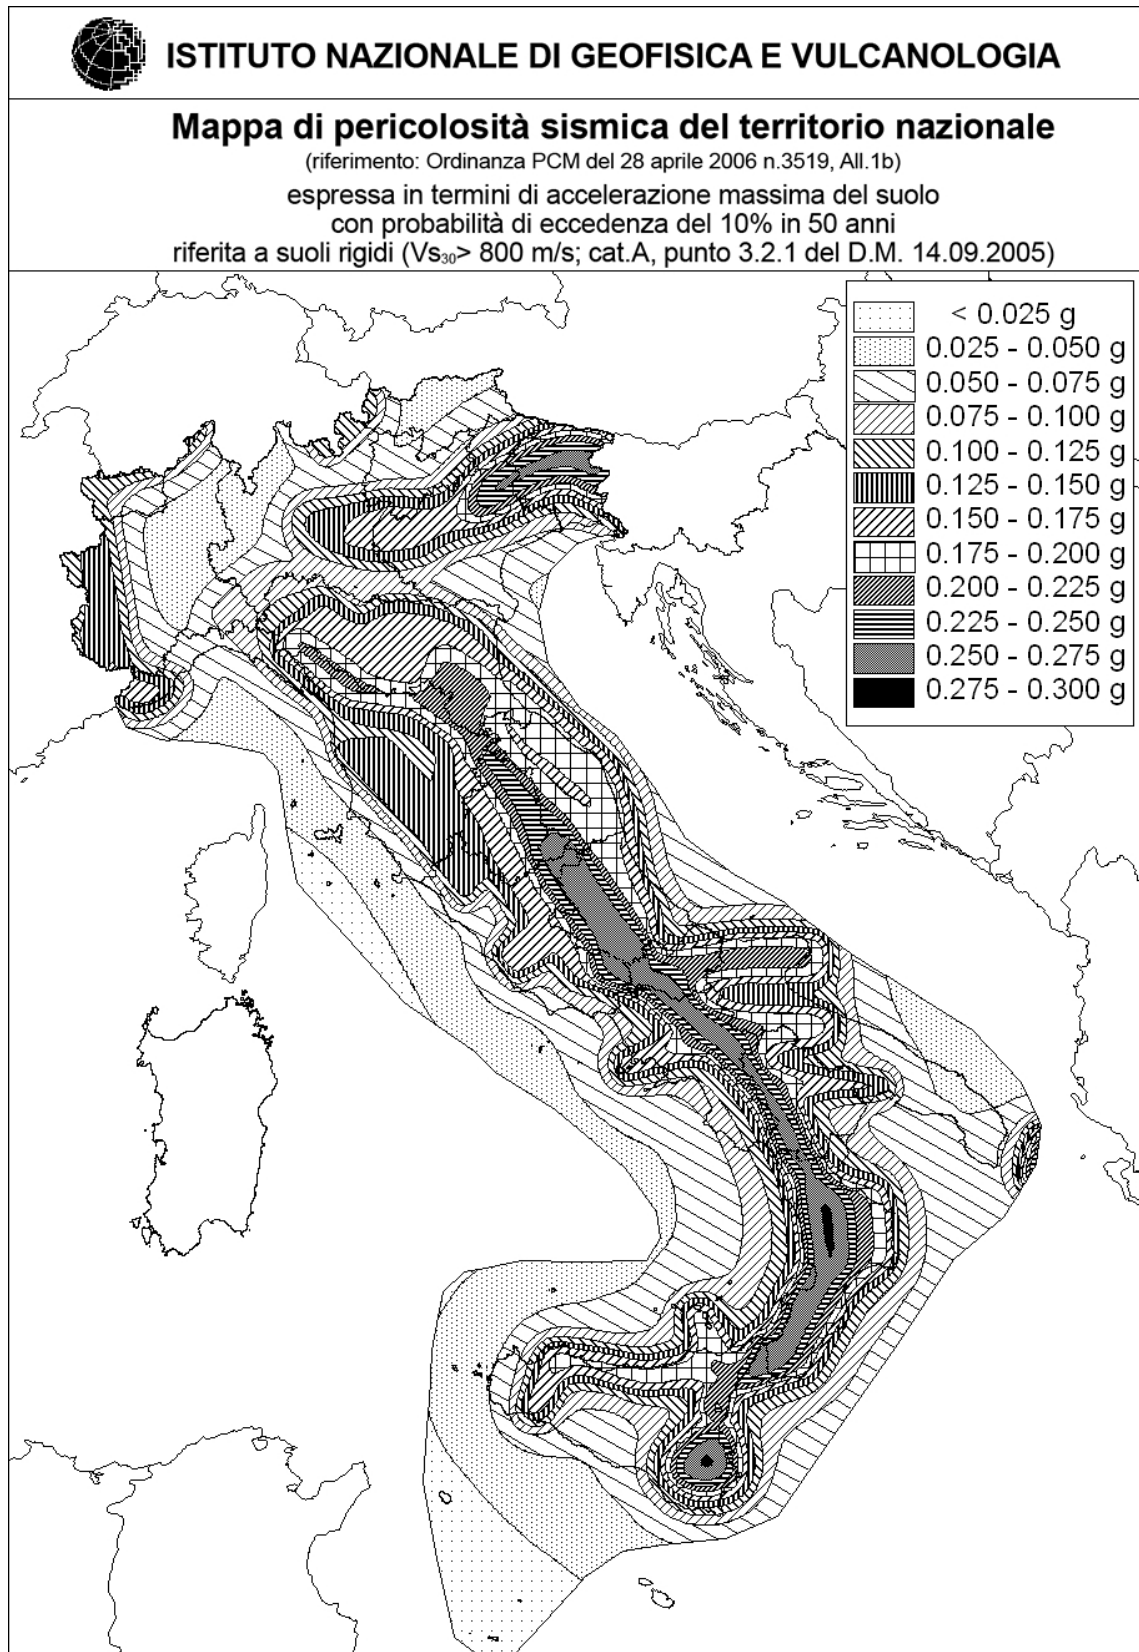 ISTITUTO NAZIONALE DI GEOFISICA E VULCANOLOGIA
Mappa di pericolosità sismica del territorio nazionale
(riferimento: Ordinanza PCM del 28 aprile 2006 n.3519, All.1b)
espressa in termini di accelerazione massima del suolo
con probabilità di eccedenza del 10% in 50 anni
riferita a suoli rigidi (Vs₃₀> 800 m/s; cat.A, punto 3.2.1 del D.M. 14.09.2005)
< 0.025 g
0.025 - 0.050 g
0.050 - 0.075 g
0.075 - 0.100 g
0.100 - 0.125 g
0.125 - 0.150 g
0.150 - 0.175 g
0.175 - 0.200 g
0.200 - 0.225 g
0.225 - 0.250 g
0.250 - 0.275 g
0.275 - 0.300 g